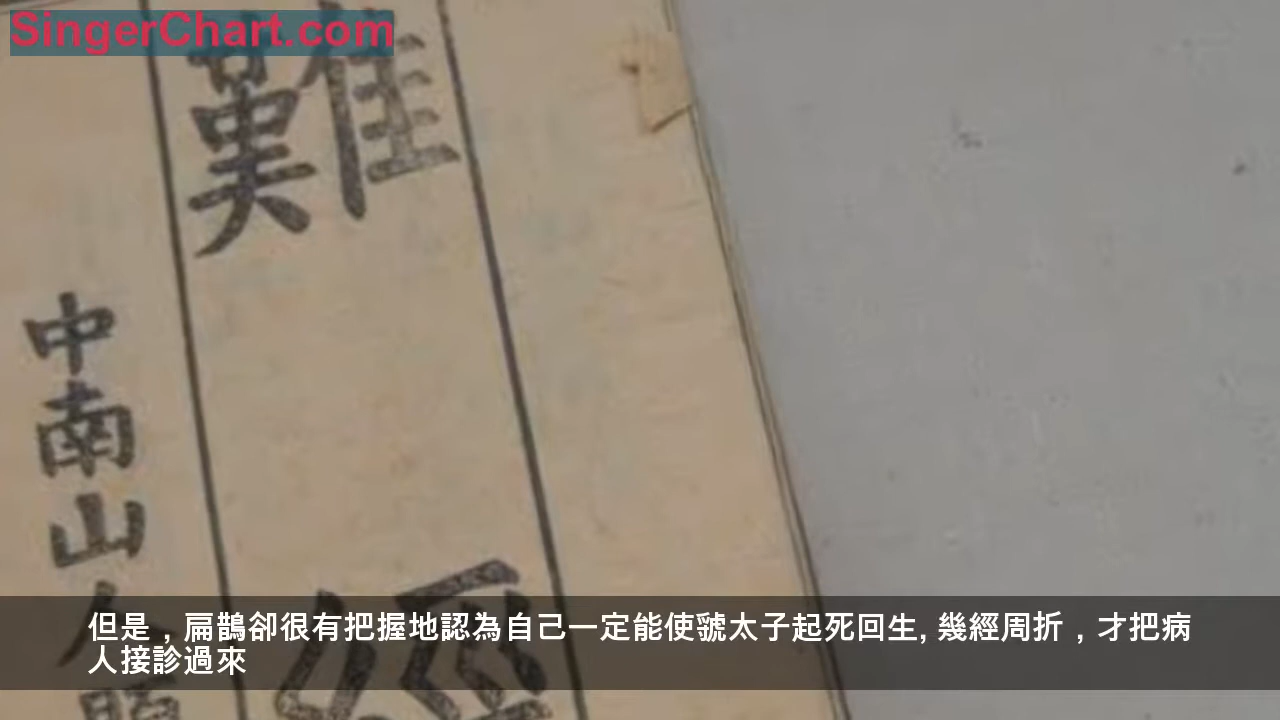 SingerChart.com
難
經
中南山人
但是，扁鵲卻很有把握地認為自己一定能使虢太子起死回生, 幾經周折，才把病
人接診過來